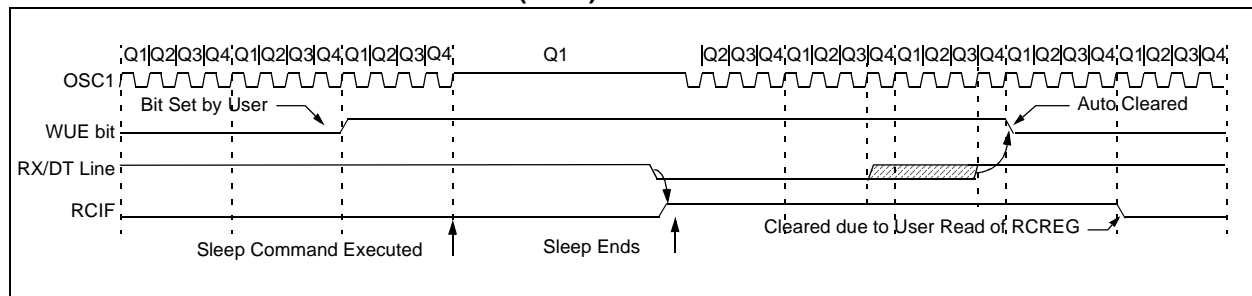 Q1 Q2 Q3 Q4 Q1 Q2 Q3 Q4 Q1 Q2 Q3 Q4 Q1 Q2 Q3 Q4 Q1 Q2 Q3 Q4 Q1 Q2 Q3 Q4 Q1 Q2 Q3 Q4 Q1 Q2 Q3 Q4
OSC1
Bit Set by User Auto Cleared
WUE bit
RX/DT Line
RCIF
Cleared due to User Read of RCREG
Sleep Command Executed Sleep Ends